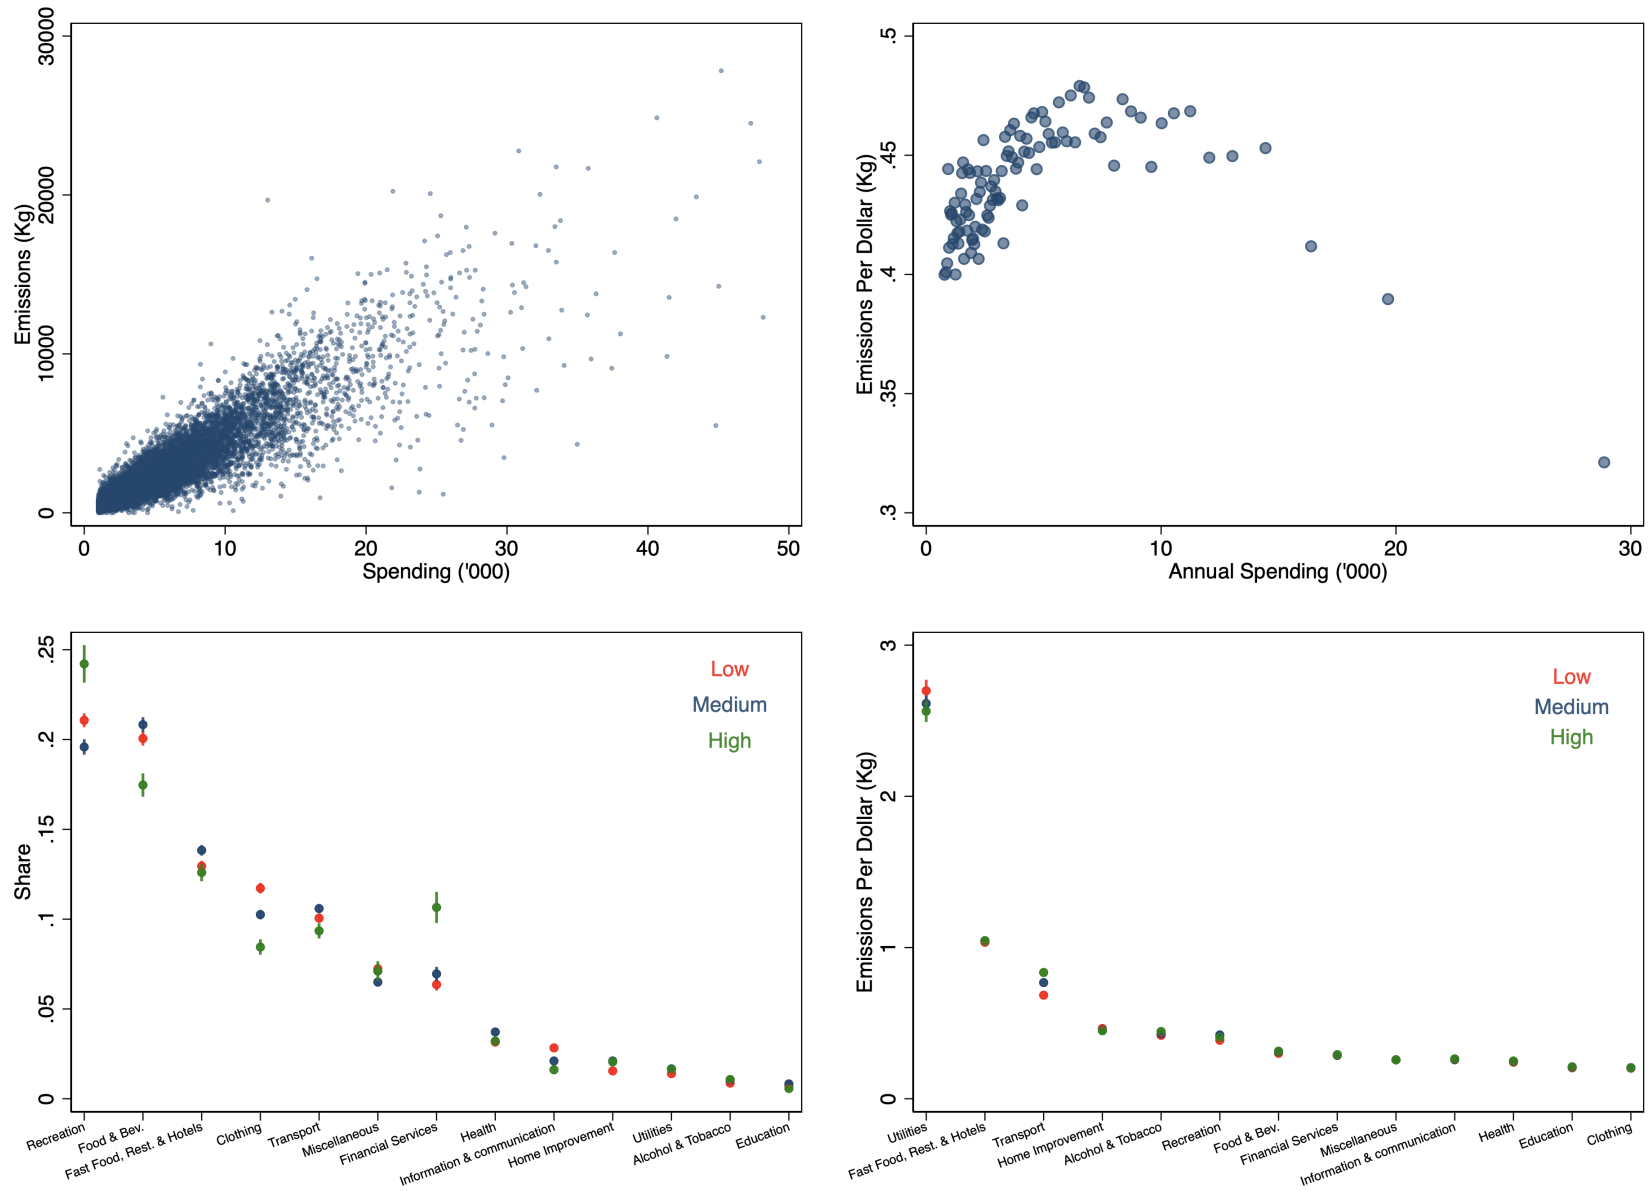 Emissions (Kg)
30000
20000
10000
0
0 10 20 30 40 50
Spending ('000)
Emissions Per Dollar (Kg)
.5
.45
.4
.35
.3
0 10 20 30
Annual Spending ('000)
Share
.25
.2
.15
.1
.05
0
Low
Medium
High
Recreation
Food & Bev.
Fast Food, Rest. & Hotels
Clothing
Transport
Miscellaneous
Financial Services
Health
Information & communication
Home Improvement
Utilities
Alcohol & Tobacco
Education
Emissions Per Dollar (Kg)
3
2
1
0
Low
Medium
High
Utilities
Fast Food, Rest. & Hotels
Transport
Home Improvement
Alcohol & Tobacco
Recreation
Food & Bev.
Financial Services
Miscellaneous
Information & communication
Health
Education
Clothing